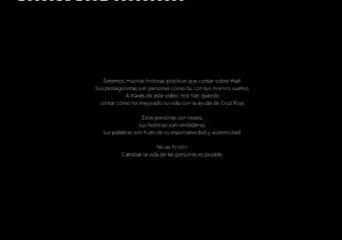 Tenemos muchas historias positivas que contar sobre Haití
Sus protagonistas son personas como tú, con tus mismos sueños.
A través de este vídeo, nos han querido
contar cómo ha mejorado su vida con la ayuda de Cruz Roja.
Estas personas son reales,
sus historias son verdaderas,
sus palabras son fruto de su espontaneidad y autenticidad
No es ficción.
Cambiar la vida de las personas es posible.